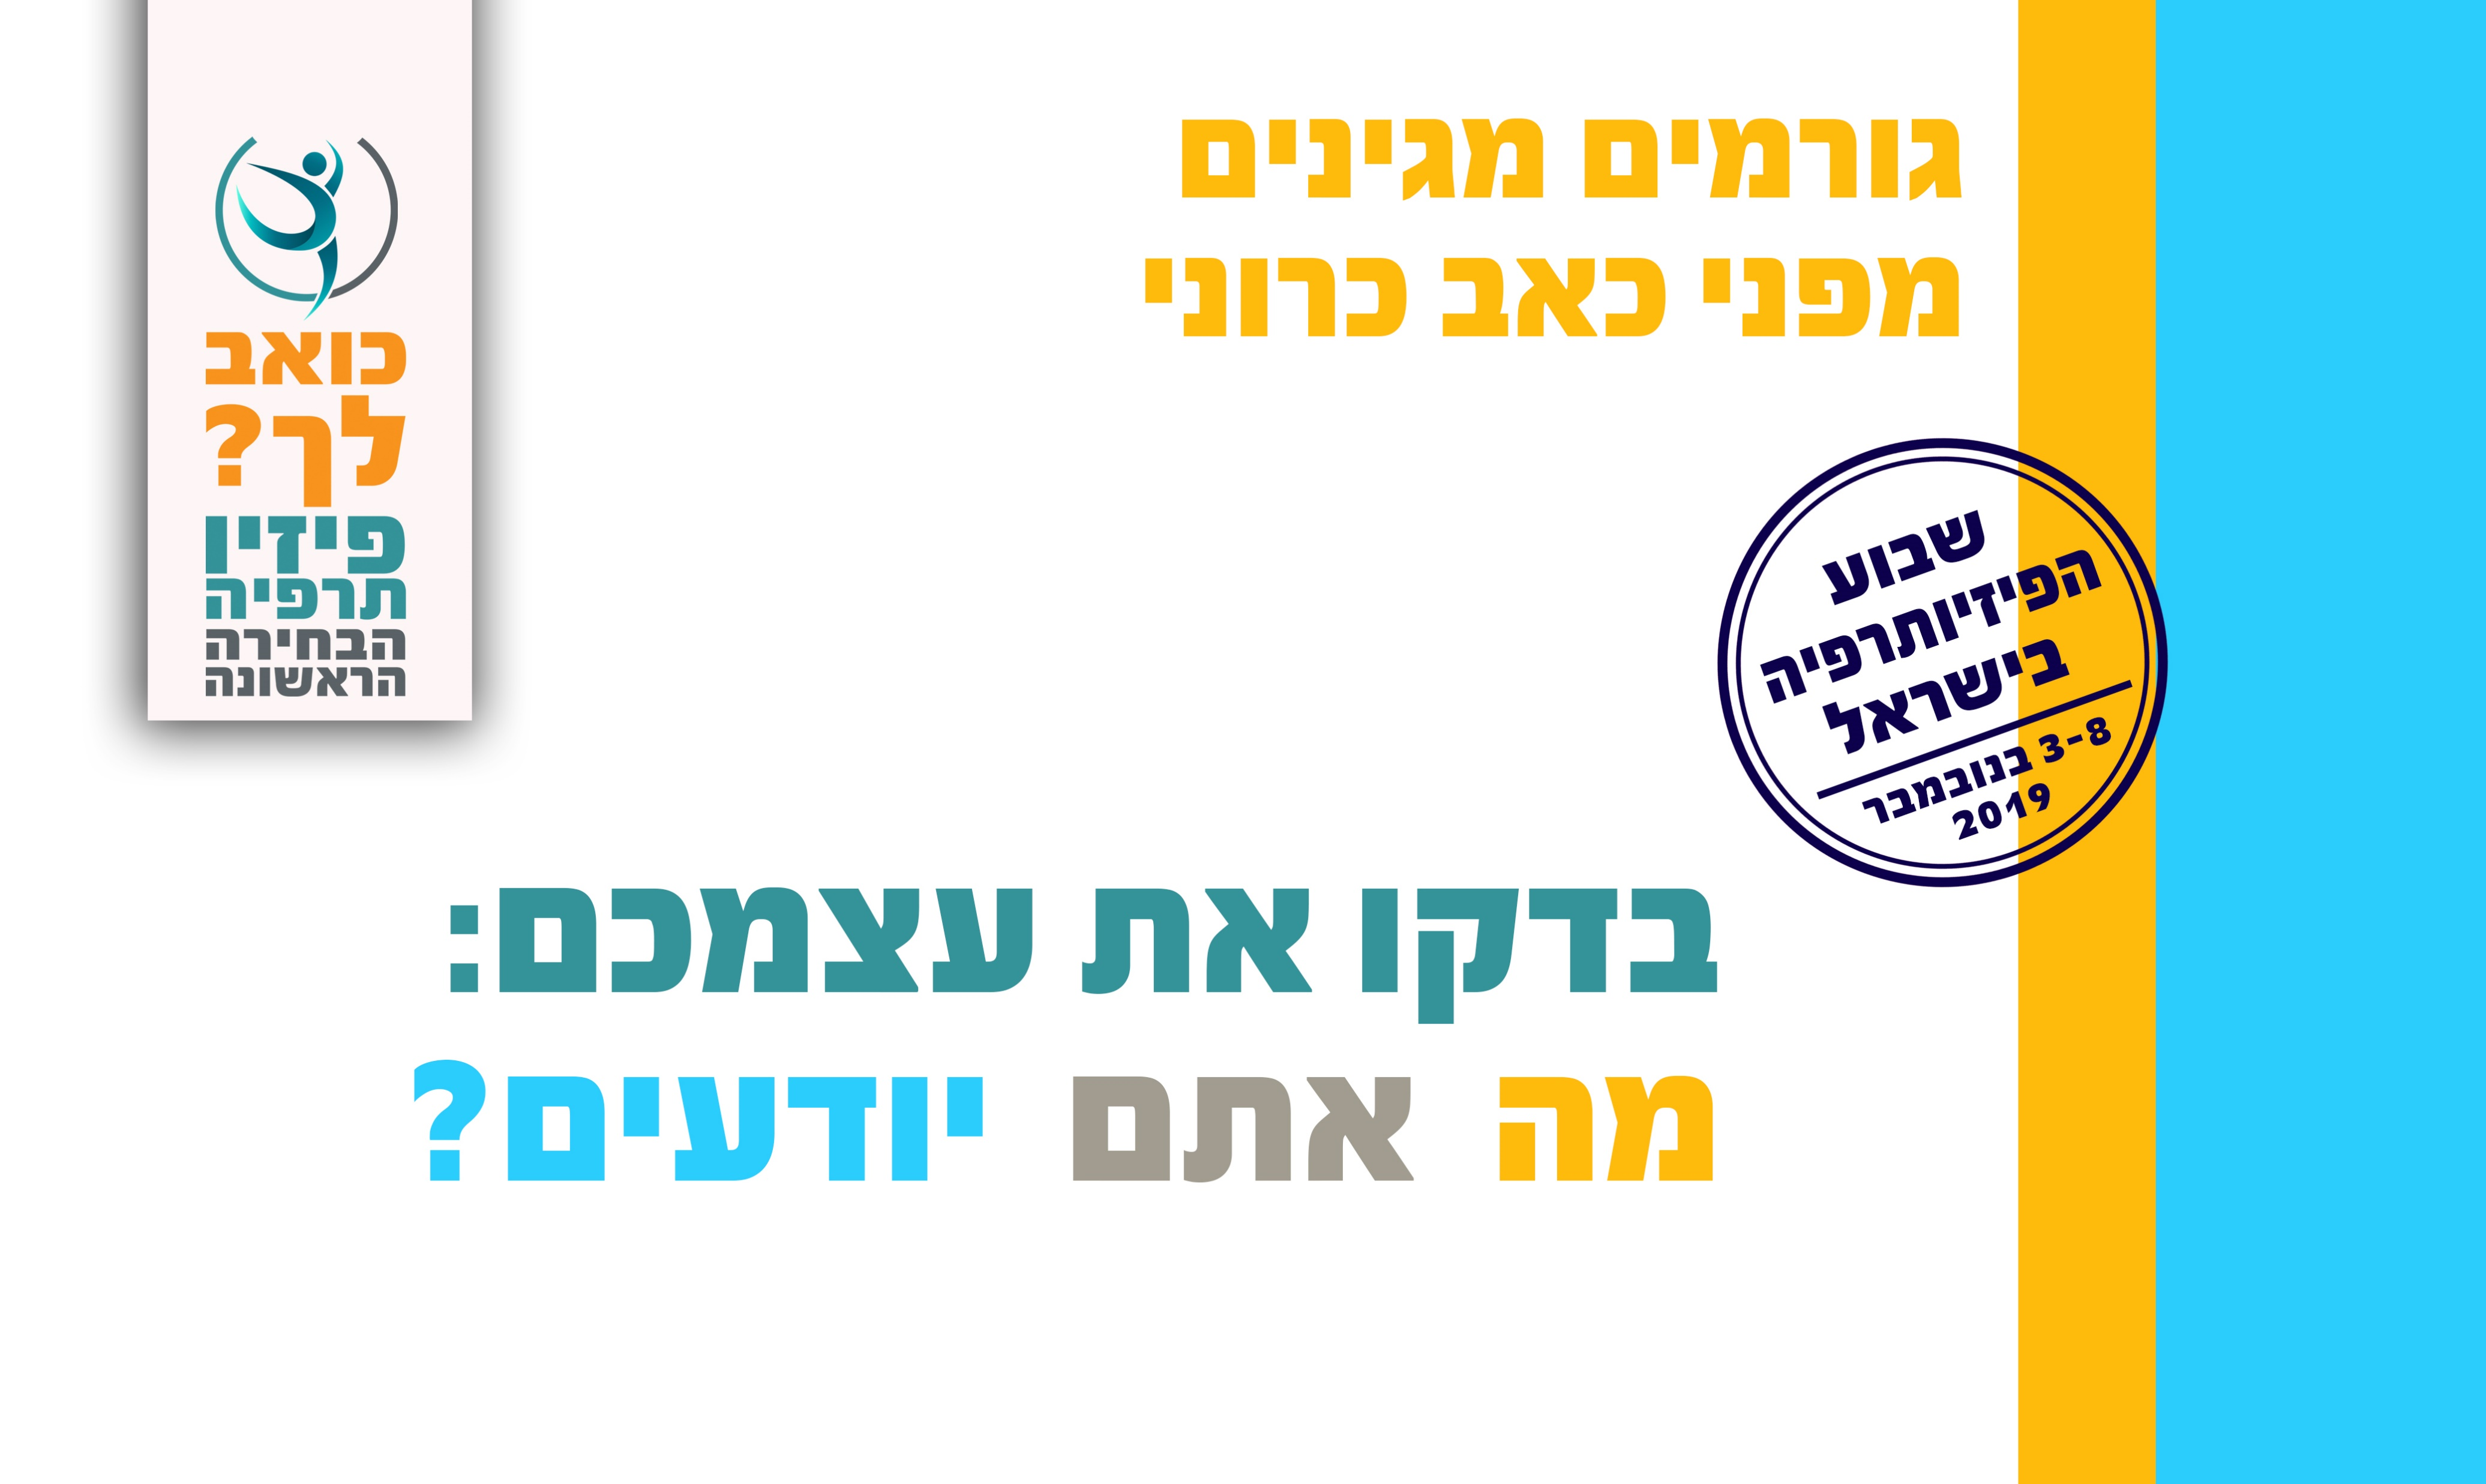 גורמים מגינים
מפני כאב כרוני
כואב
לך?
פיזיו
תרפיה
הבחירה
הראשונה
שבוע
הפיזיותרפיה
בישראל
3-8 בנובמבר
2019
בדקו את עצמכם:
מה אתם יודעים?